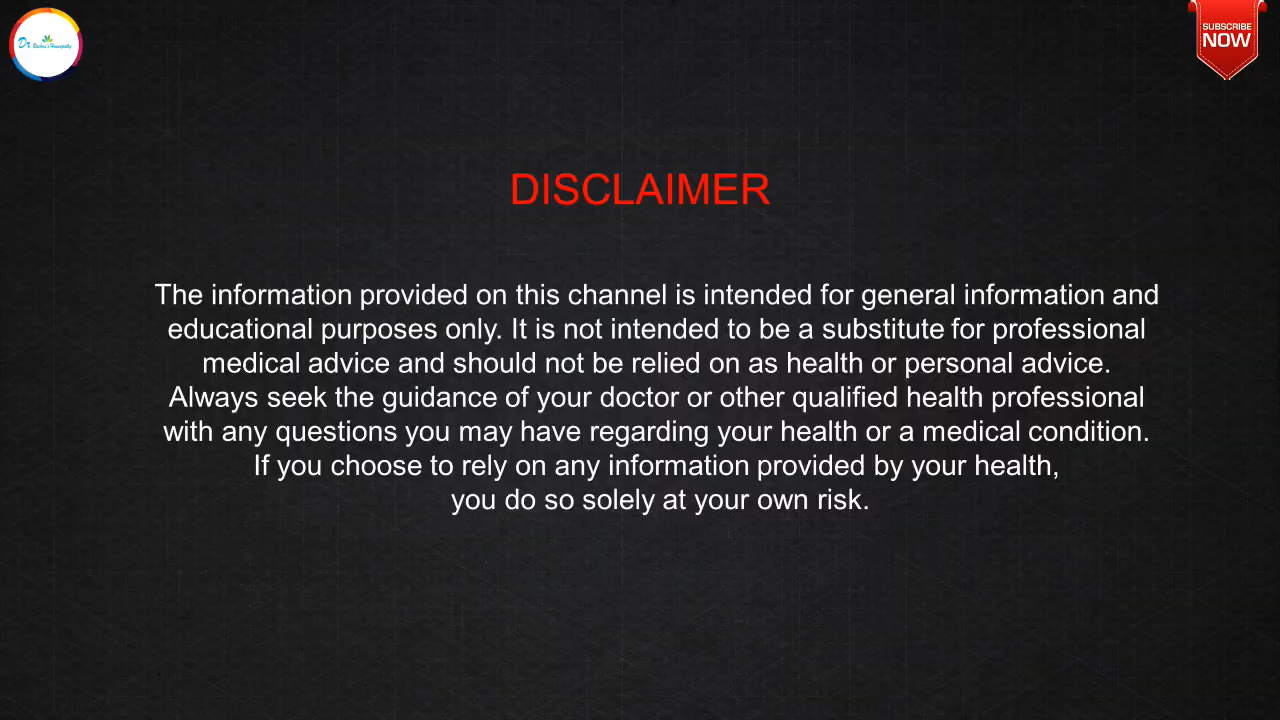 SUBSCRIBE
NOW
DISCLAIMER
The information provided on this channel is intended for general information and
educational purposes only. It is not intended to be a substitute for professional
medical advice and should not be relied on as health or personal advice.
Always seek the guidance of your doctor or other qualified health professional
with any questions you may have regarding your health or a medical condition.
If you choose to rely on any information provided by your health,
you do so solely at your own risk.